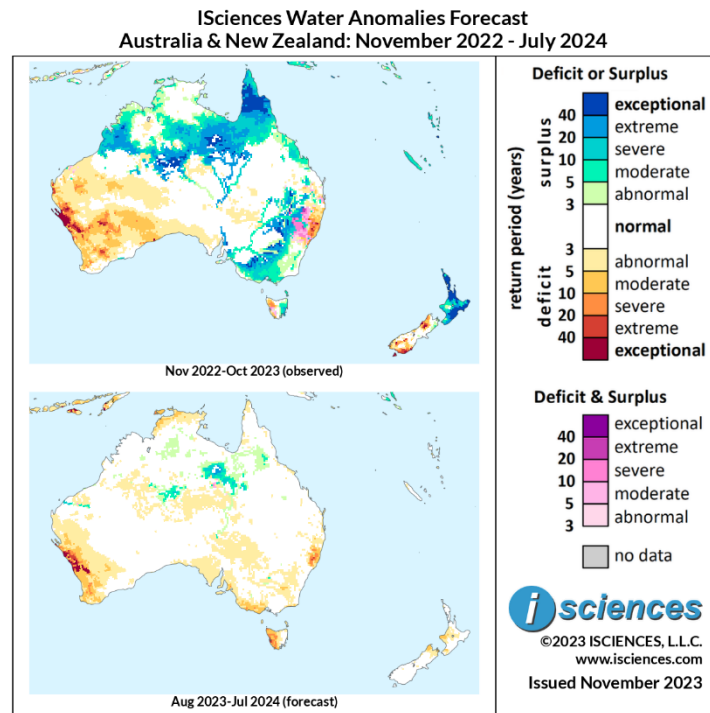 ISciences Water Anomalies Forecast
Australia & New Zealand: November 2022 - July 2024
Nov 2022-Oct 2023 (observed)
Aug 2023-Jul 2024 (forecast)
Deficit or Surplus
return period (years)
surplus
deficit
40 exceptional
20 extreme
10 severe
5 moderate
3 abnormal
normal
3 abnormal
5 moderate
10 severe
20 extreme
40 exceptional
Deficit & Surplus
40 exceptional
20 extreme
10 severe
5 moderate
3 abnormal
no data
i sciences
©2023 ISCIENCES, L.L.C.
www.isciences.com
Issued November 2023